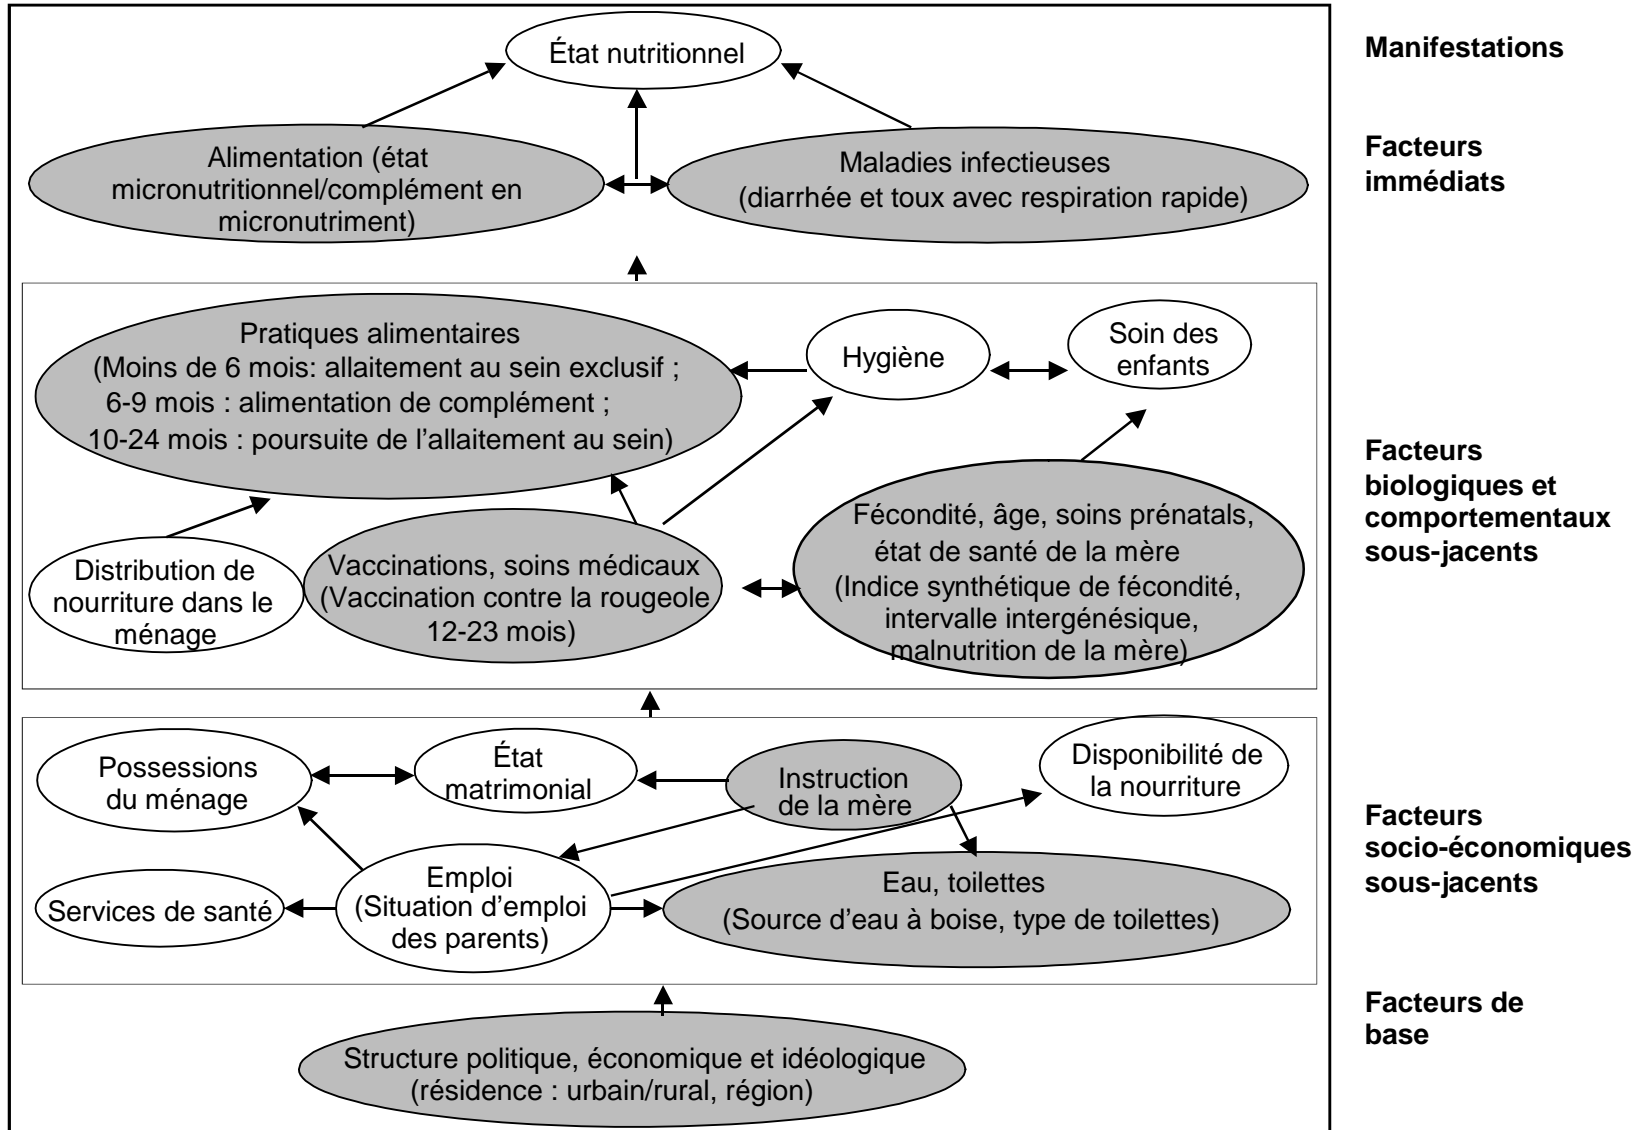 État nutritionnel
Manifestations
Alimentation (état
micronutritionnel/complément en
micronutriment)
Maladies infectieuses
(diarrhée et toux avec respiration rapide)
Facteurs
immédiats
Pratiques alimentaires
(Moins de 6 mois: allaitement au sein exclusif ;
6-9 mois : alimentation de complément ;
10-24 mois : poursuite de l’allaitement au sein)
Hygiène
Soin des
enfants
Distribution de
nourriture dans le
ménage
Vaccinations, soins médicaux
(Vaccination contre la rougeole
12-23 mois)
Fécondité, âge, soins prénatals,
état de santé de la mère
(Indice synthétique de fécondité,
intervalle intergénésique,
malnutrition de la mère)
Facteurs
biologiques et
comportementaux
sous-jacents
Possessions
du ménage
État
matrimonial
Instruction
de la mère
Disponibilité de
la nourriture
Services de santé
Emploi
(Situation d’emploi
des parents)
Eau, toilettes
(Source d’eau à boise, type de toilettes)
Facteurs
socio-économiques
sous-jacents
Structure politique, économique et idéologique
(résidence : urbain/rural, région)
Facteurs de
base